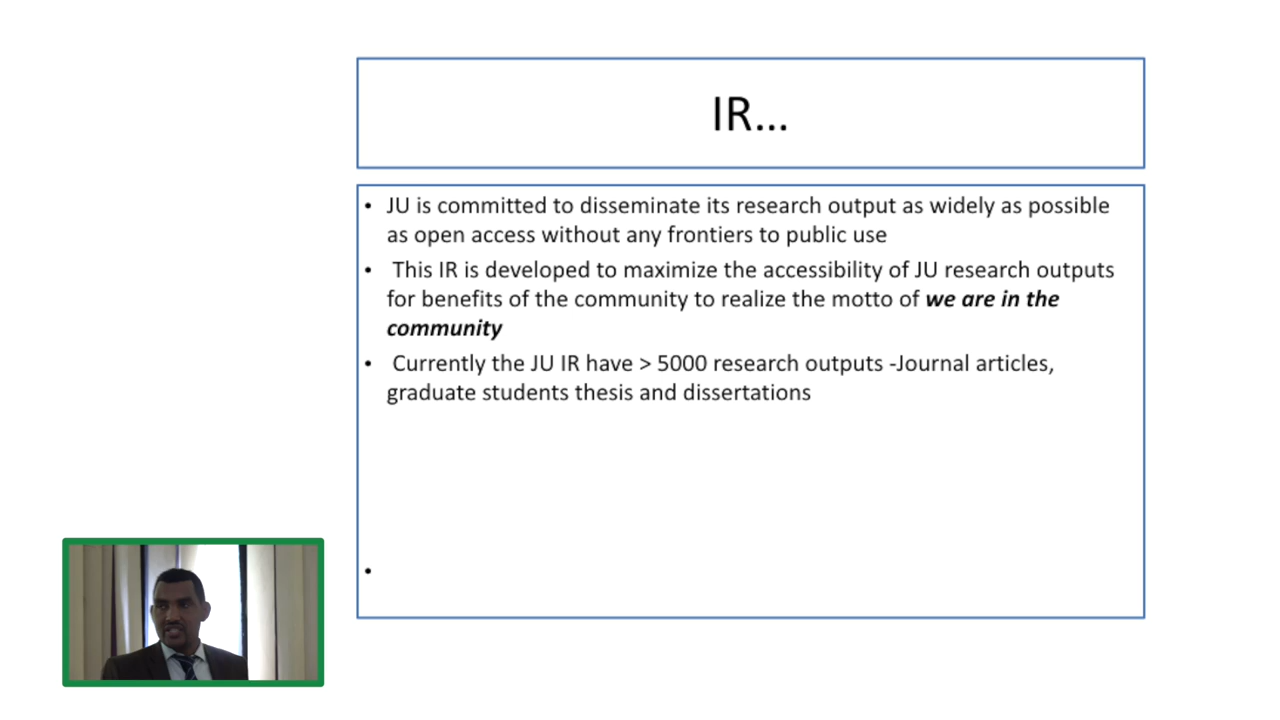 IR...
• JU is committed to disseminate its research output as widely as possible
as open access without any frontiers to public use
• This IR is developed to maximize the accessibility of JU research outputs
for benefits of the community to realize the motto of we are in the
community
• Currently the JU IR have > 5000 research outputs -Journal articles,
graduate students thesis and dissertations
•